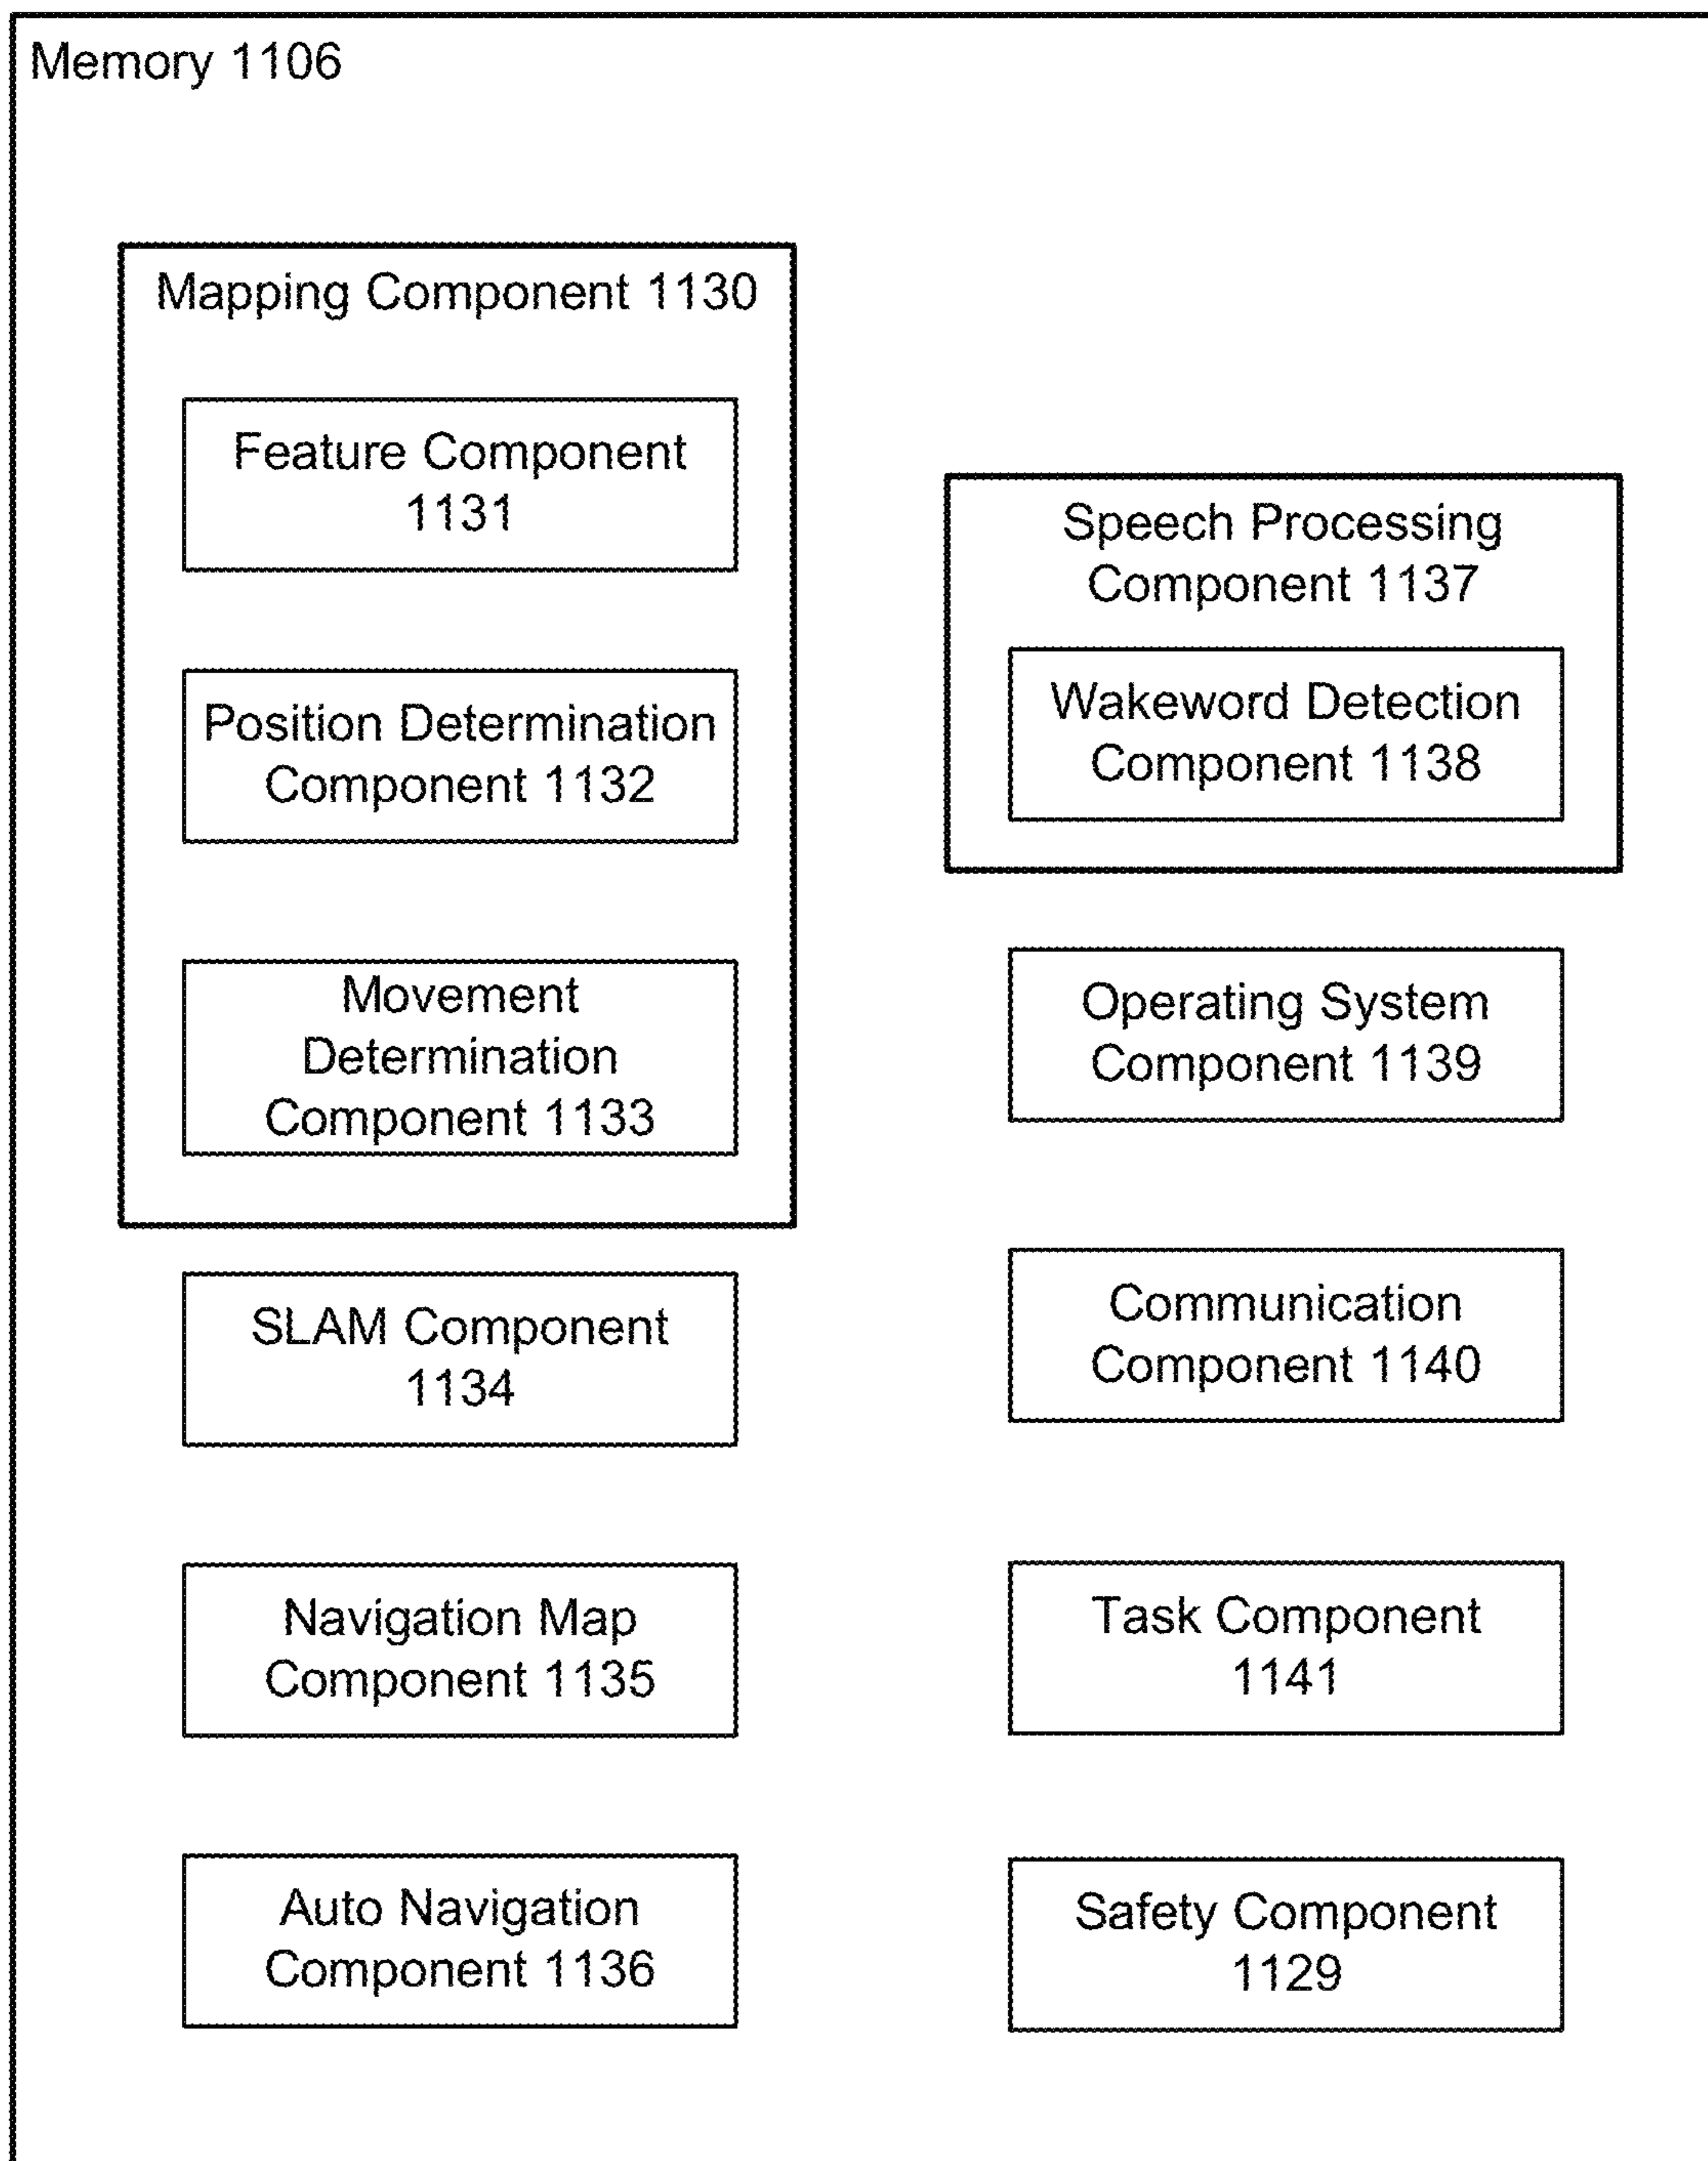 Memory 1106
Mapping Component 1130
Feature Component
1131
Position Determination
Component 1132
Movement
Determination
Component 1133
SLAM Component
1134
Navigation Map
Component 1135
Auto Navigation
Component 1136
Speech Processing
Component 1137
Wakeword Detection
Component 1138
Operating System
Component 1139
Communication
Component 1140
Task Component
1141
Safety Component
1129